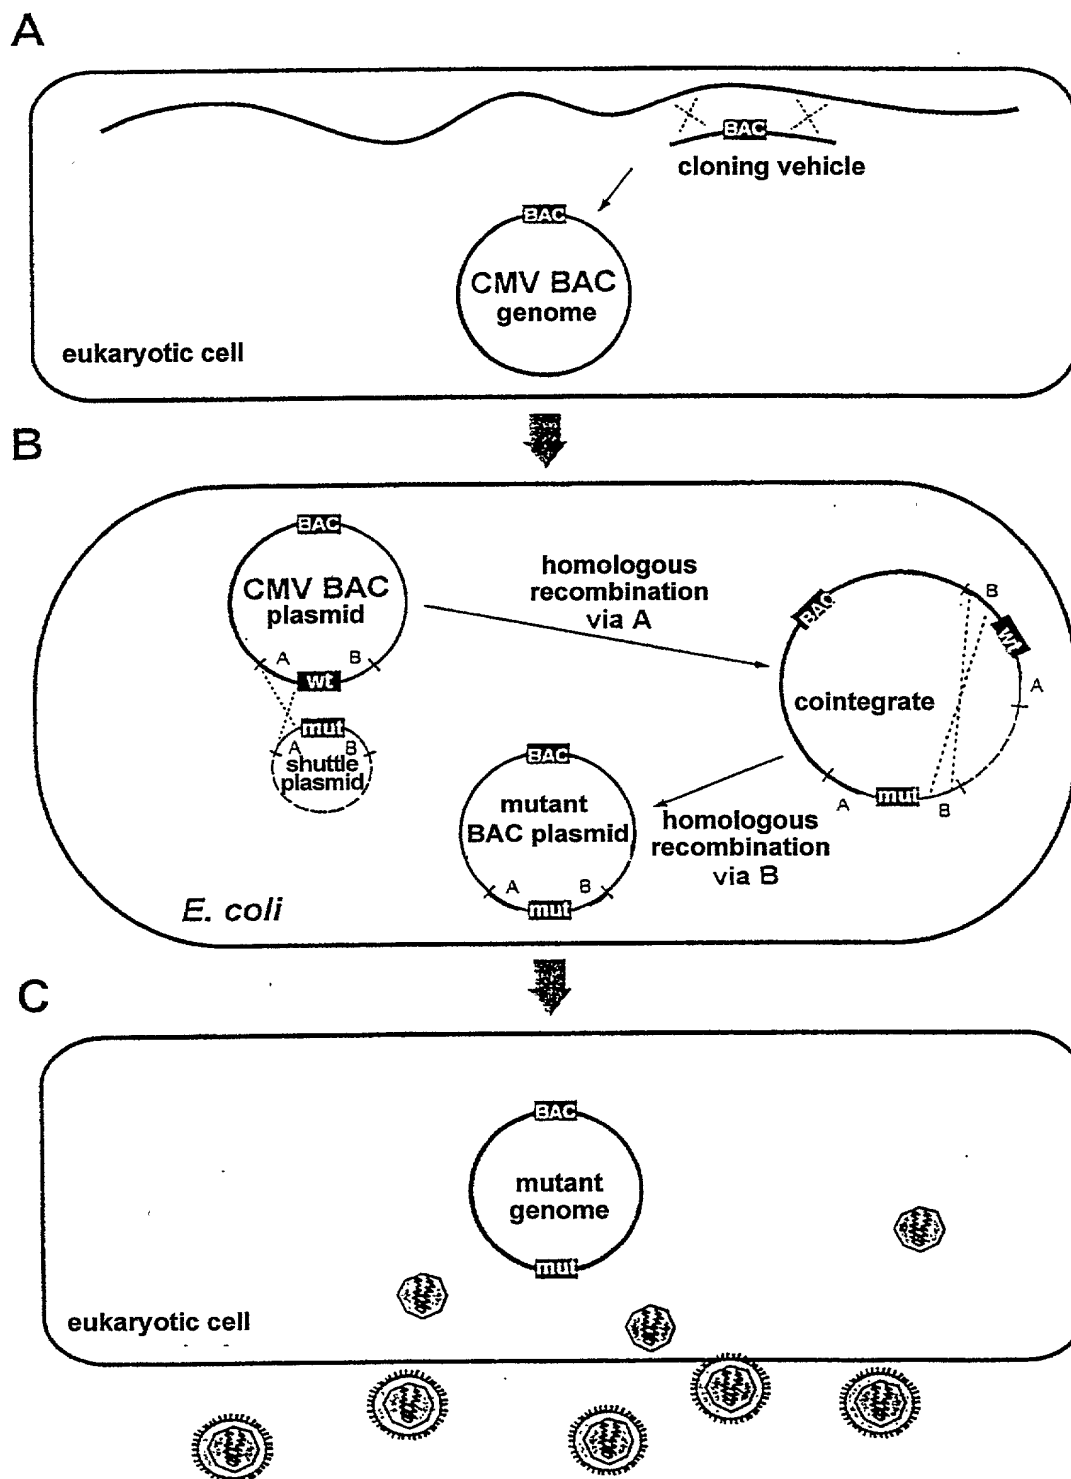 A
BAC
cloning vehicle
BAC
CMV BAC
genome
eukaryotic cell
B
BAC
CMV BAC
plasmid
A B
wt
mut
A B
shuttle
plasmid
homologous
recombination
via A
BAC
B
wt
A
cointegrate
A
mut
B
BAC
mutant
BAC plasmid
A B
mut
homologous
recombination
via B
E. coli
C
BAC
mutant
genome
mut
eukaryotic cell